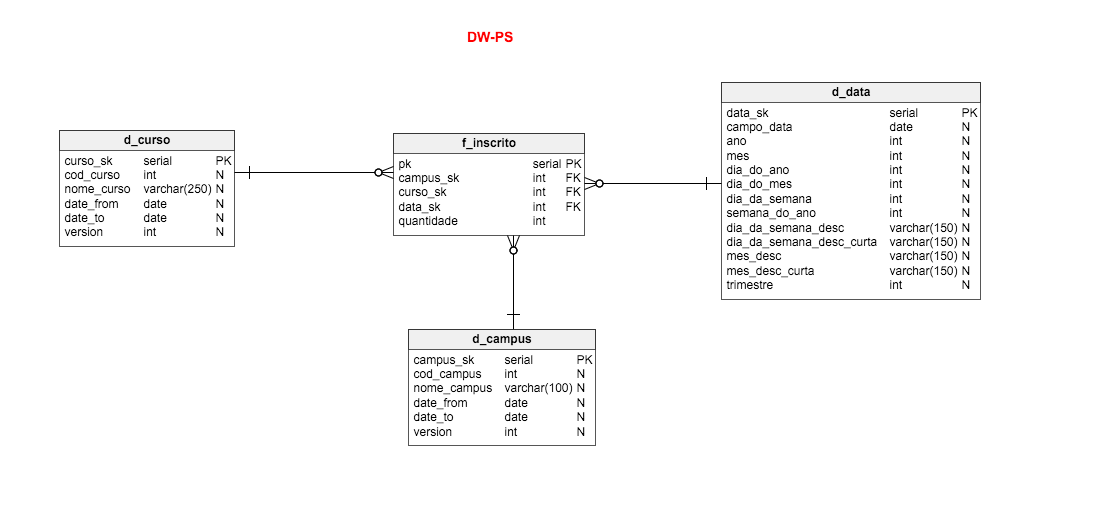 DW-PS
d_curso
curso_sk serial PK
cod_curso int N
nome_curso varchar(250) N
date_from date N
date_to date N
version int N
f_inscrito
pk serial PK
campus_sk int FK
curso_sk int FK
data_sk int FK
quantidade int
d_data
data_sk serial PK
campo_data date N
ano int N
mes int N
dia_do_ano int N
dia_do_mes int N
dia_da_semana int N
semana_do_ano int N
dia_da_semana_desc varchar(150) N
dia_da_semana_desc_curta varchar(150) N
mes_desc varchar(150) N
mes_desc_curta varchar(150) N
trimestre int N
d_campus
campus_sk serial PK
cod_campus int N
nome_campus varchar(100) N
date_from date N
date_to date N
version int N